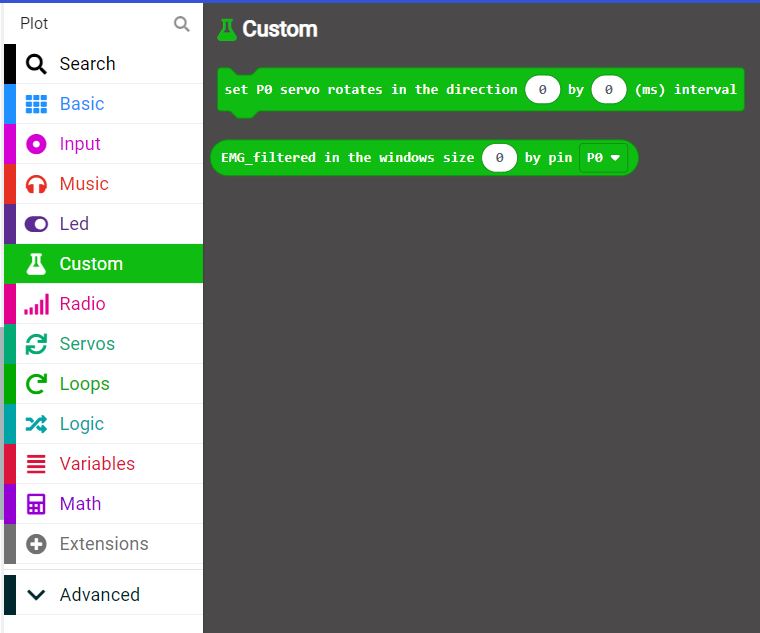 Plot
Search
Basic
Input
Music
Led
Custom
Radio
Servos
Loops
Logic
Variables
Math
Extensions
Advanced
Custom
set P0 servo rotates in the direction 0 by 0 (ms) interval
EMG_filtered in the windows size 0 by pin P0